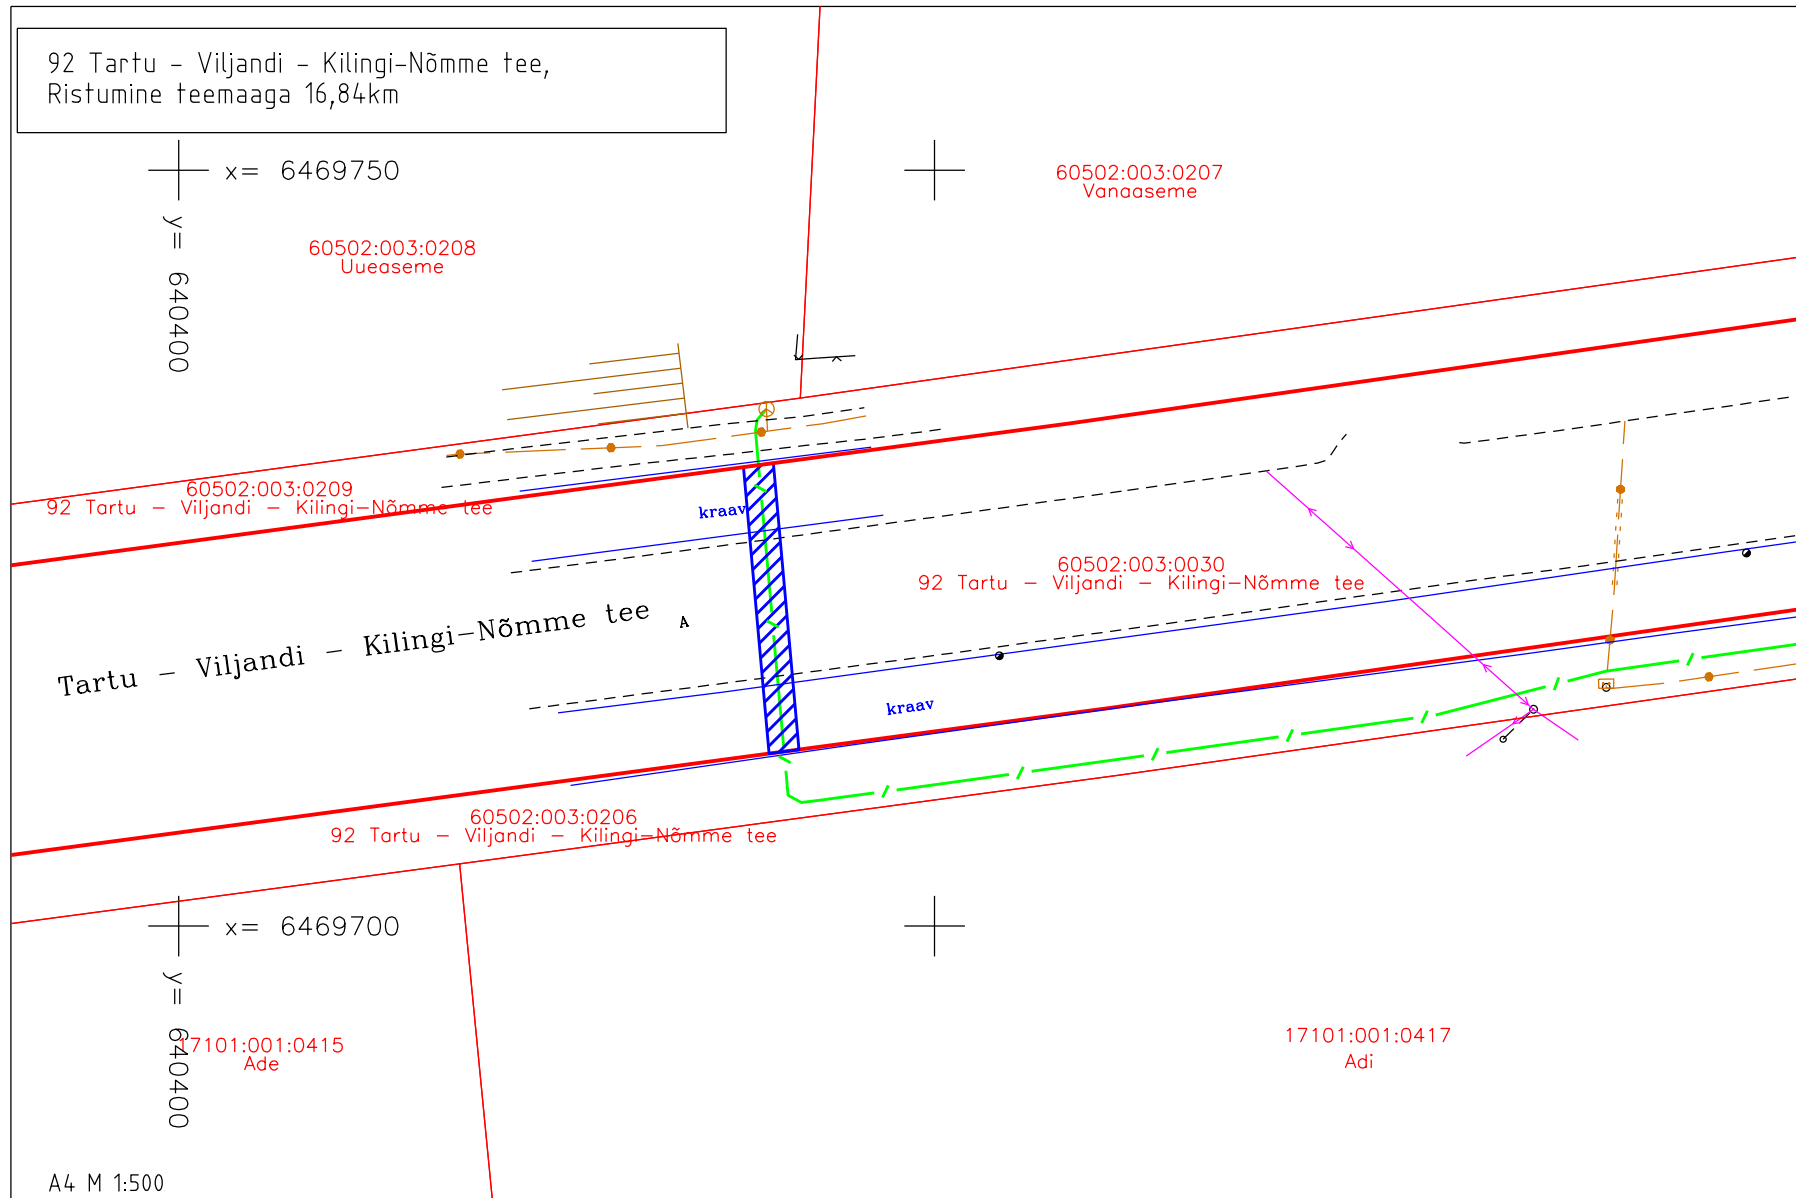 92 Tartu - Viljandi - Kilingi-Nõmme tee,
Ristumine teemaaga 16,84km
x= 6469750
y= 640400
60502:003:0207
Vanaaseme
60502:003:0208
Uueaseme
60502:003:0209
92 Tartu - Viljandi - Kilingi-Nõmme tee
kraav
60502:003:0030
92 Tartu - Viljandi - Kilingi-Nõmme tee
Tartu - Viljandi - Kilingi-Nõmme tee
A
kraav
60502:003:0206
92 Tartu - Viljandi - Kilingi-Nõmme tee
x= 6469700
y= 640400
17101:001:0415
Ade
17101:001:0417
Adi
A4 M 1:500